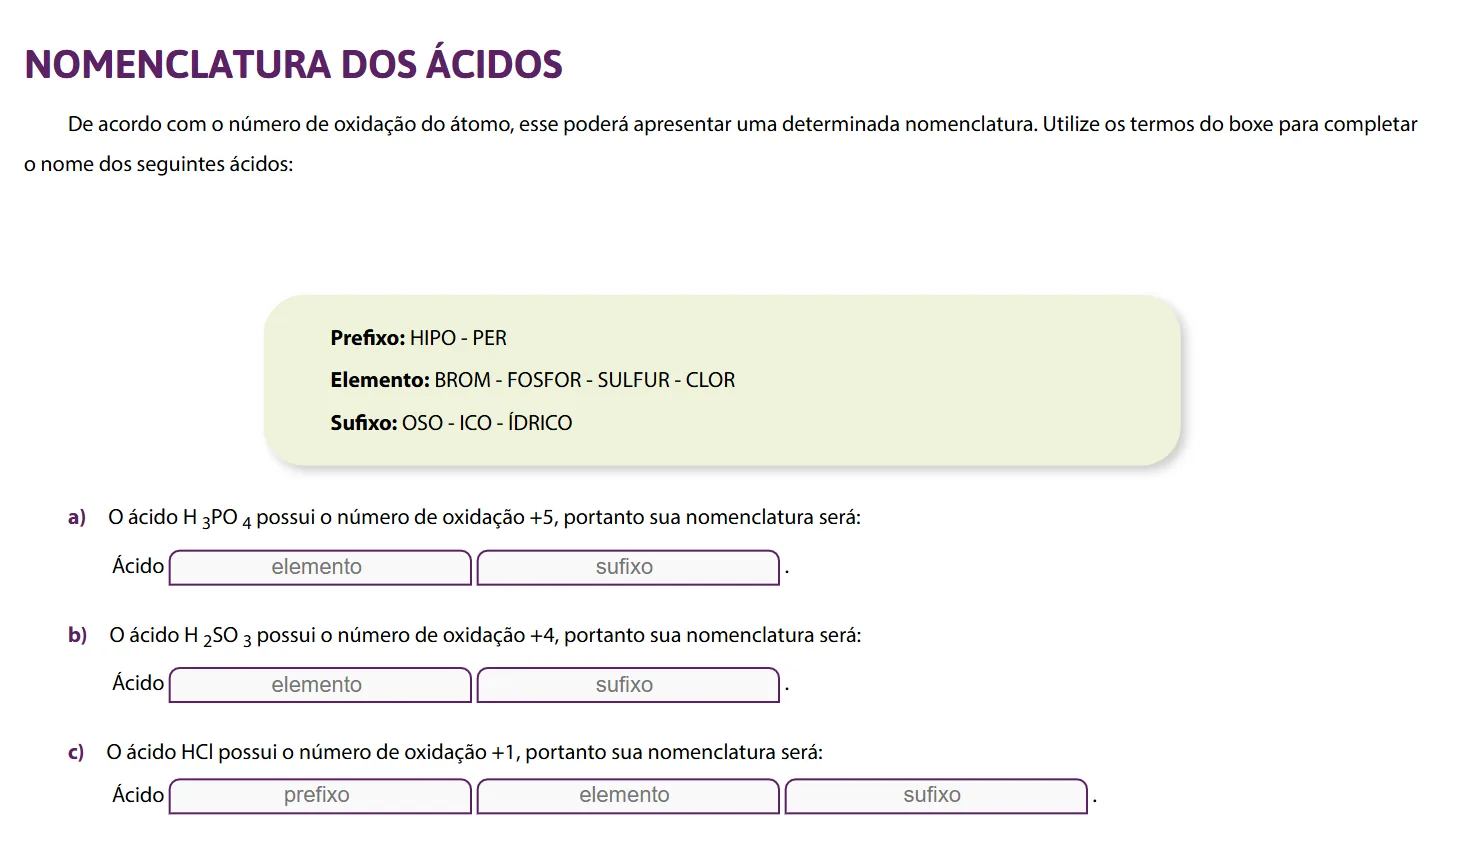 NOMENCLATURA DOS ÁCIDOS
De acordo com o número de oxidação do átomo, esse poderá apresentar uma determinada nomenclatura. Utilize os termos do boxe para completar
o nome dos seguintes ácidos:
Prefixo: HIPO - PER
Elemento: BROM - FOSFOR - SULFUR - CLOR
Sufixo: OSO - ICO - ÍDRICO
a) O ácido H 3PO 4 possui o número de oxidação +5, portanto sua nomenclatura será:
Ácido elemento sufixo .
b) O ácido H 2SO 3 possui o número de oxidação +4, portanto sua nomenclatura será:
Ácido elemento sufixo .
c) O ácido HCl possui o número de oxidação +1, portanto sua nomenclatura será:
Ácido prefixo elemento sufixo .